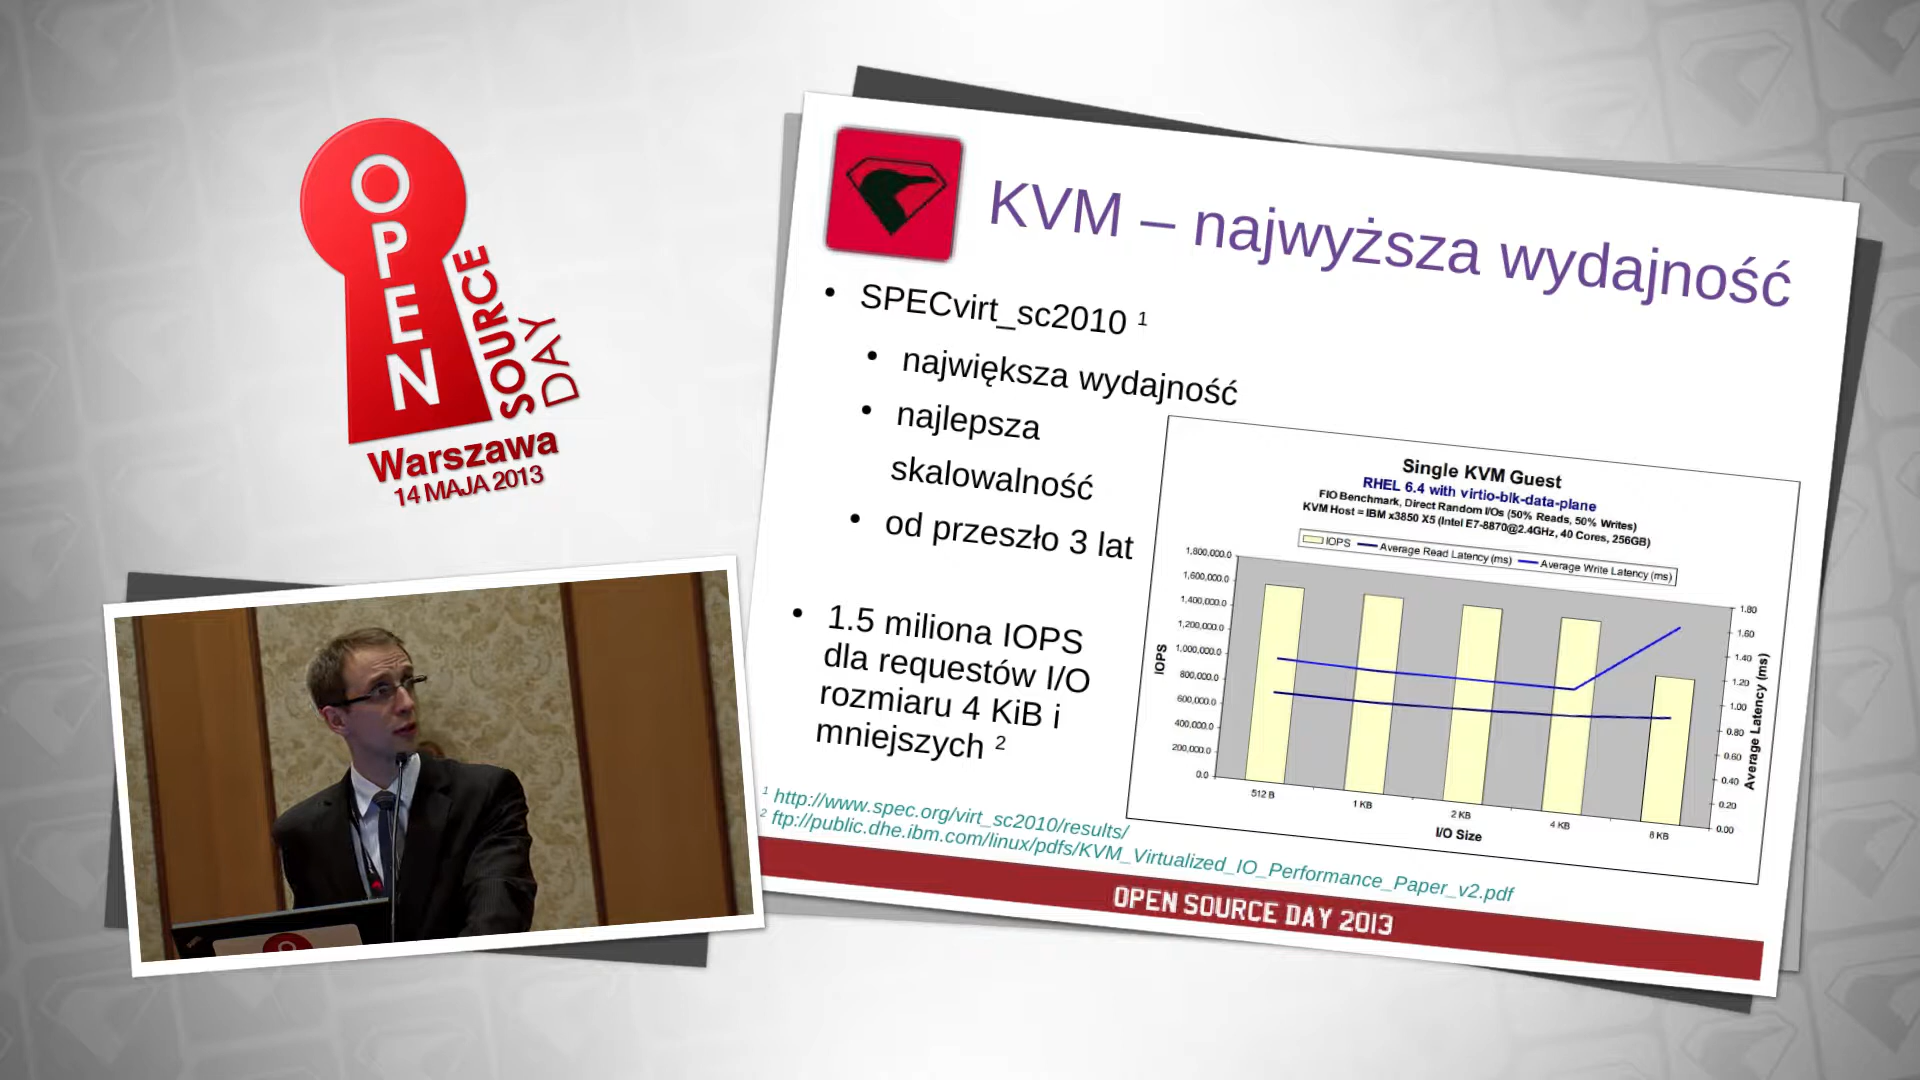 OPEN
SOURCE
DAY
Warszawa
14 MAJA 2013
KVM – najwyższa wydajność
• SPECvirt_sc2010 1
• największa wydajność
• najlepsza
skalowalność
• od przeszło 3 lat
• 1.5 miliona IOPS
dla requestów I/O
rozmiaru 4 KiB i
mniejszych 2
Single KVM Guest
RHEL 6.4 with virtio-blk-data-plane
FIO Benchmark, Direct Random I/Os (50% Reads, 50% Writes)
KVM Host = IBM x3850 X5 (Intel E7-8870@2.4GHz, 40 Cores, 256GB)
IOPS Average Read Latency (ms) Average Write Latency (ms)
1,800,000.0
1,600,000.0
1,400,000.0
1,200,000.0
1,000,000.0
800,000.0
600,000.0
400,000.0
200,000.0
0.0
IOPS
1.80
1.60
1.40
1.20
1.00
0.80
0.60
0.40
0.20
0.00
Average Latency (ms)
512 B 1 KB 2 KB 4 KB 8 KB
I/O Size
1 http://www.spec.org/virt_sc2010/results/
2 ftp://public.dhe.ibm.com/linux/pdfs/KVM_Virtualized_IO_Performance_Paper_v2.pdf
OPEN SOURCE DAY 2013